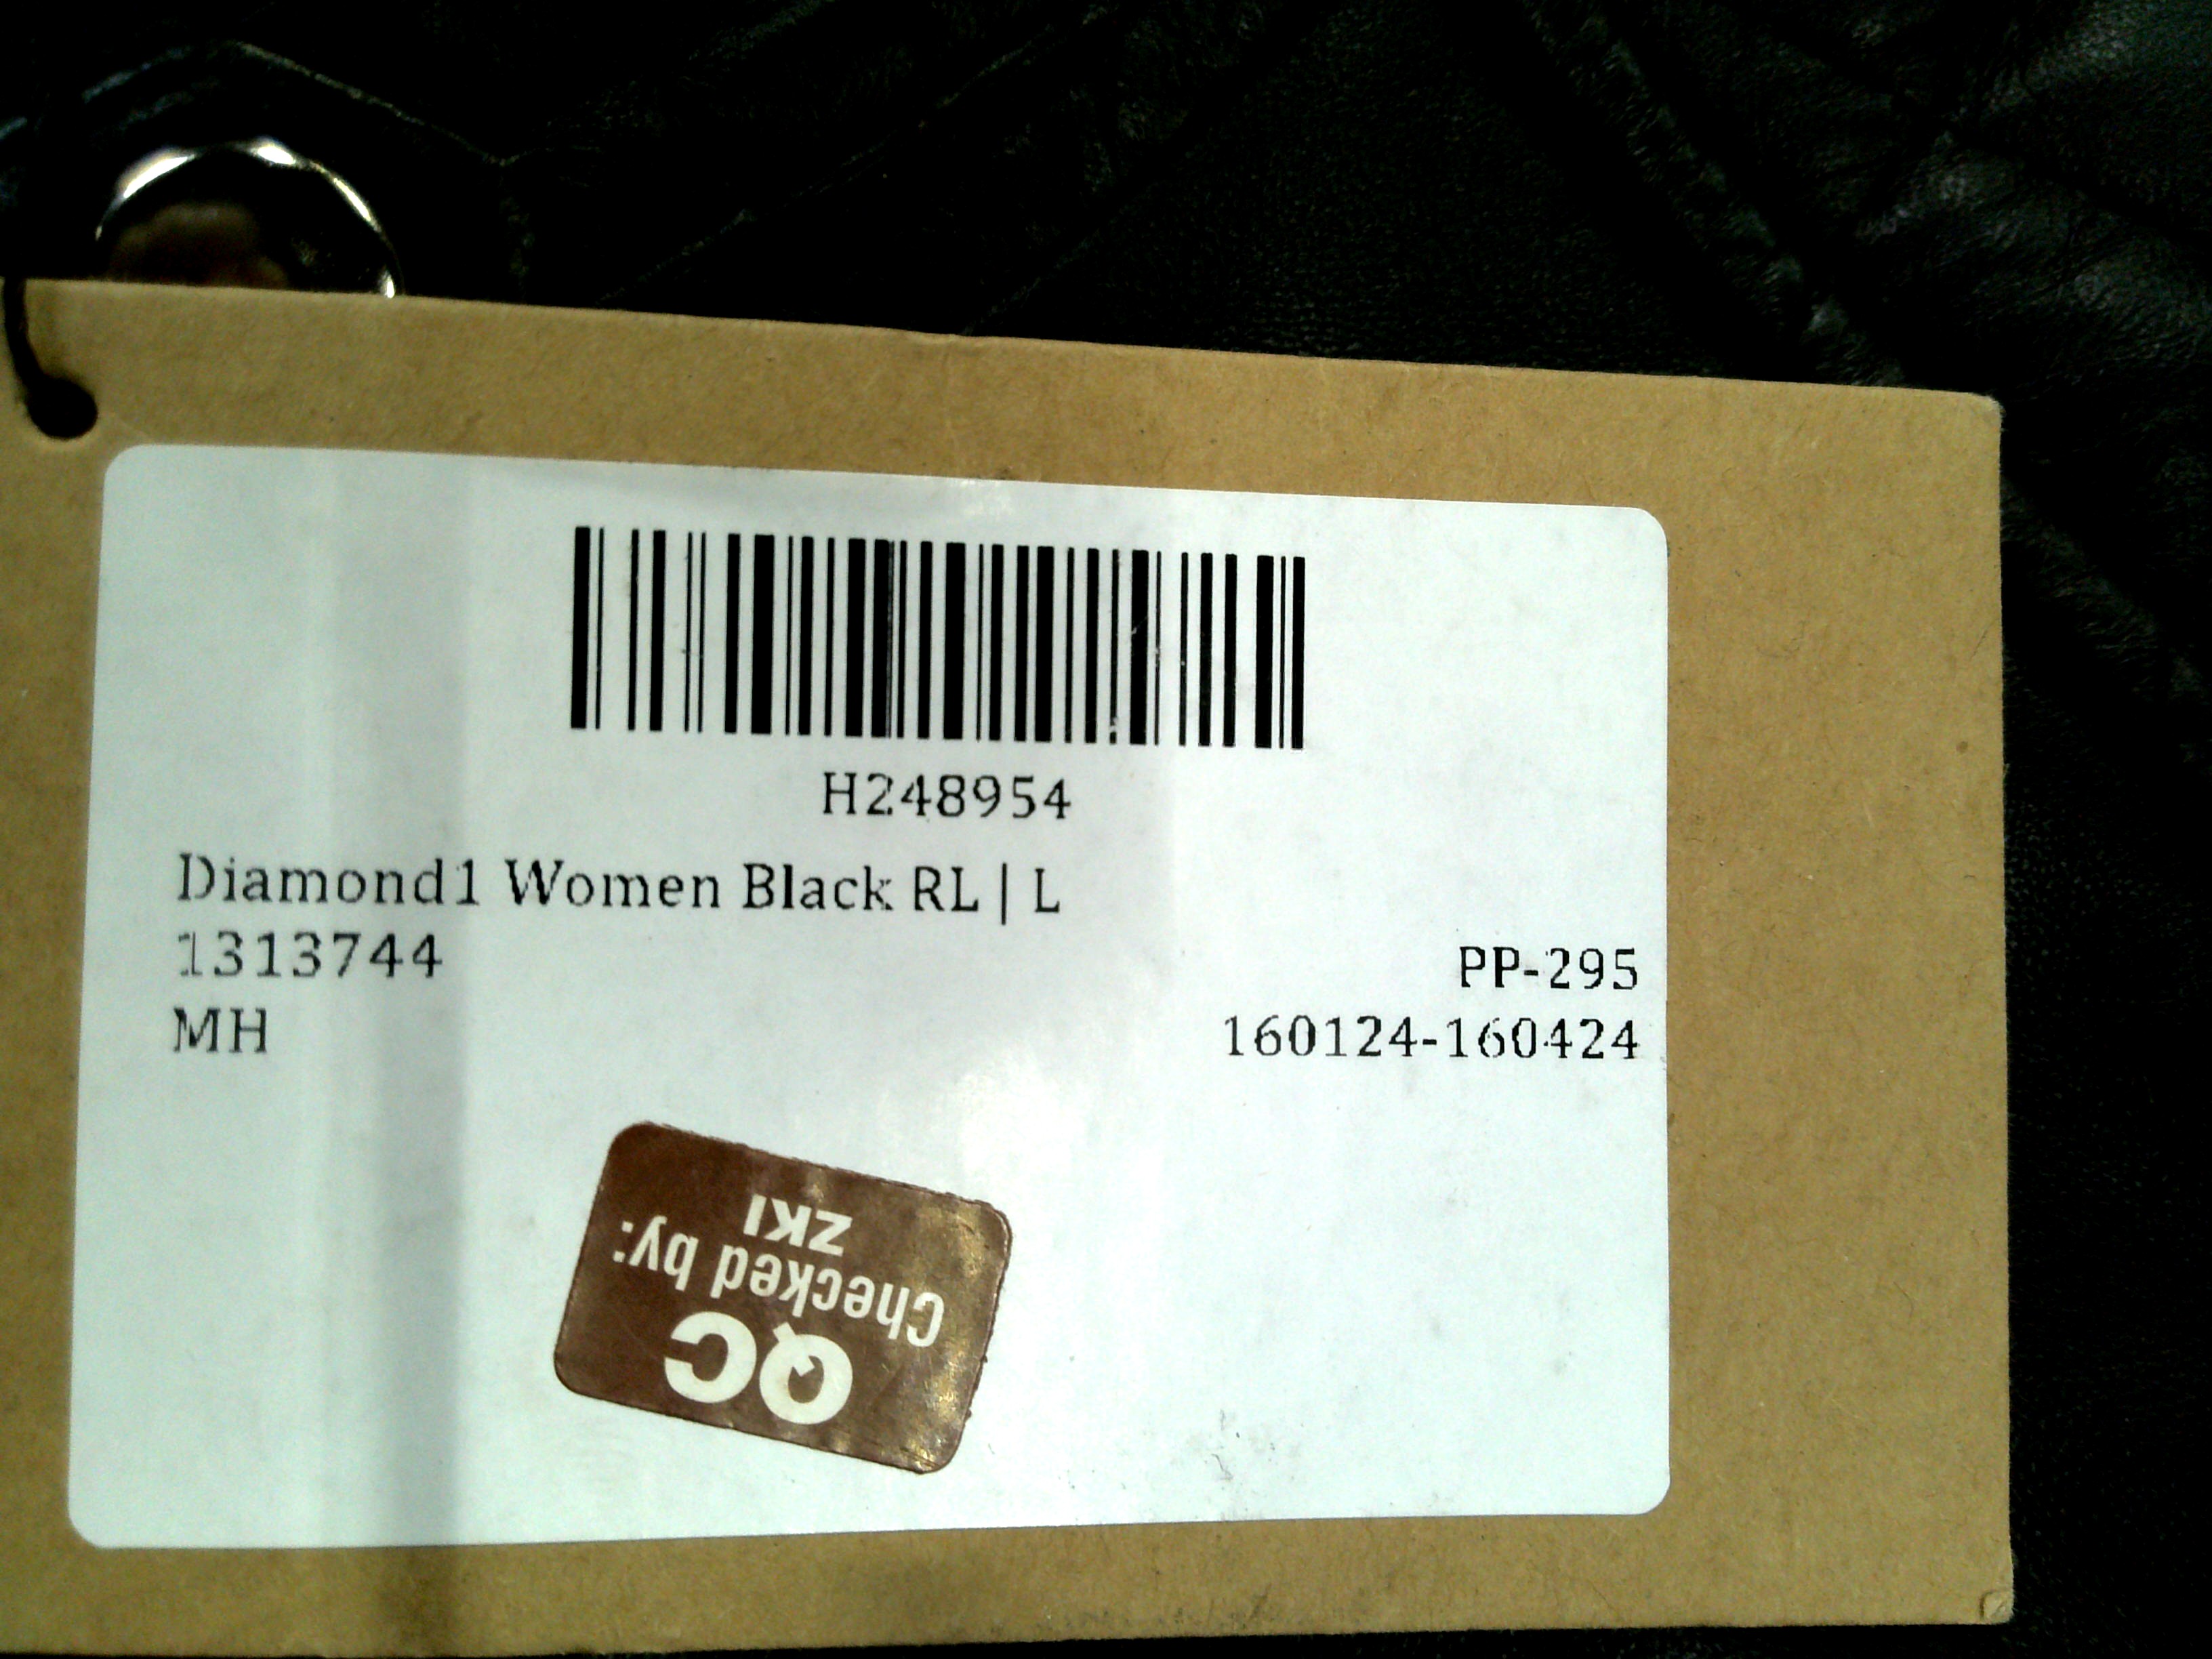 H248954
Diamond1 Women Black RL | L
1313744
PP-295
MH
160124-160424
QC
Checked by:
ZKI